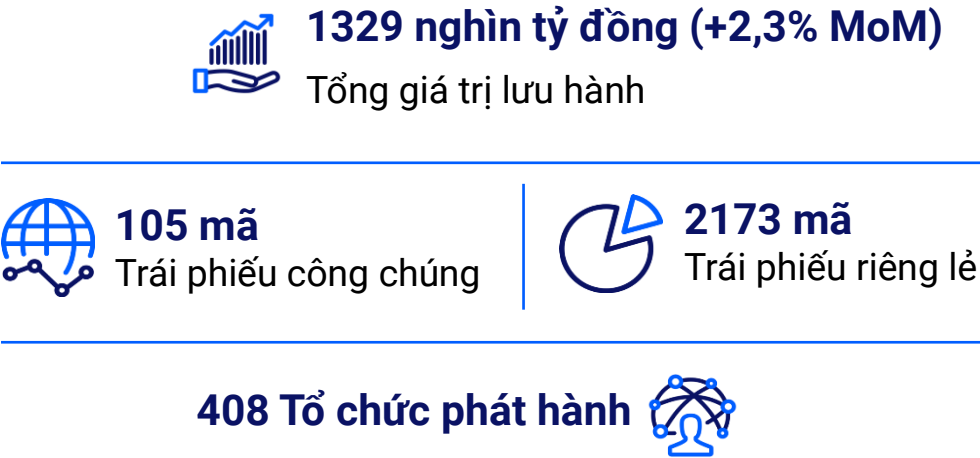 1329 nghìn tỷ đồng (+2,3% MoM)
Tổng giá trị lưu hành
105 mã
Trái phiếu công chúng
2173 mã
Trái phiếu riêng lẻ
408 Tổ chức phát hành